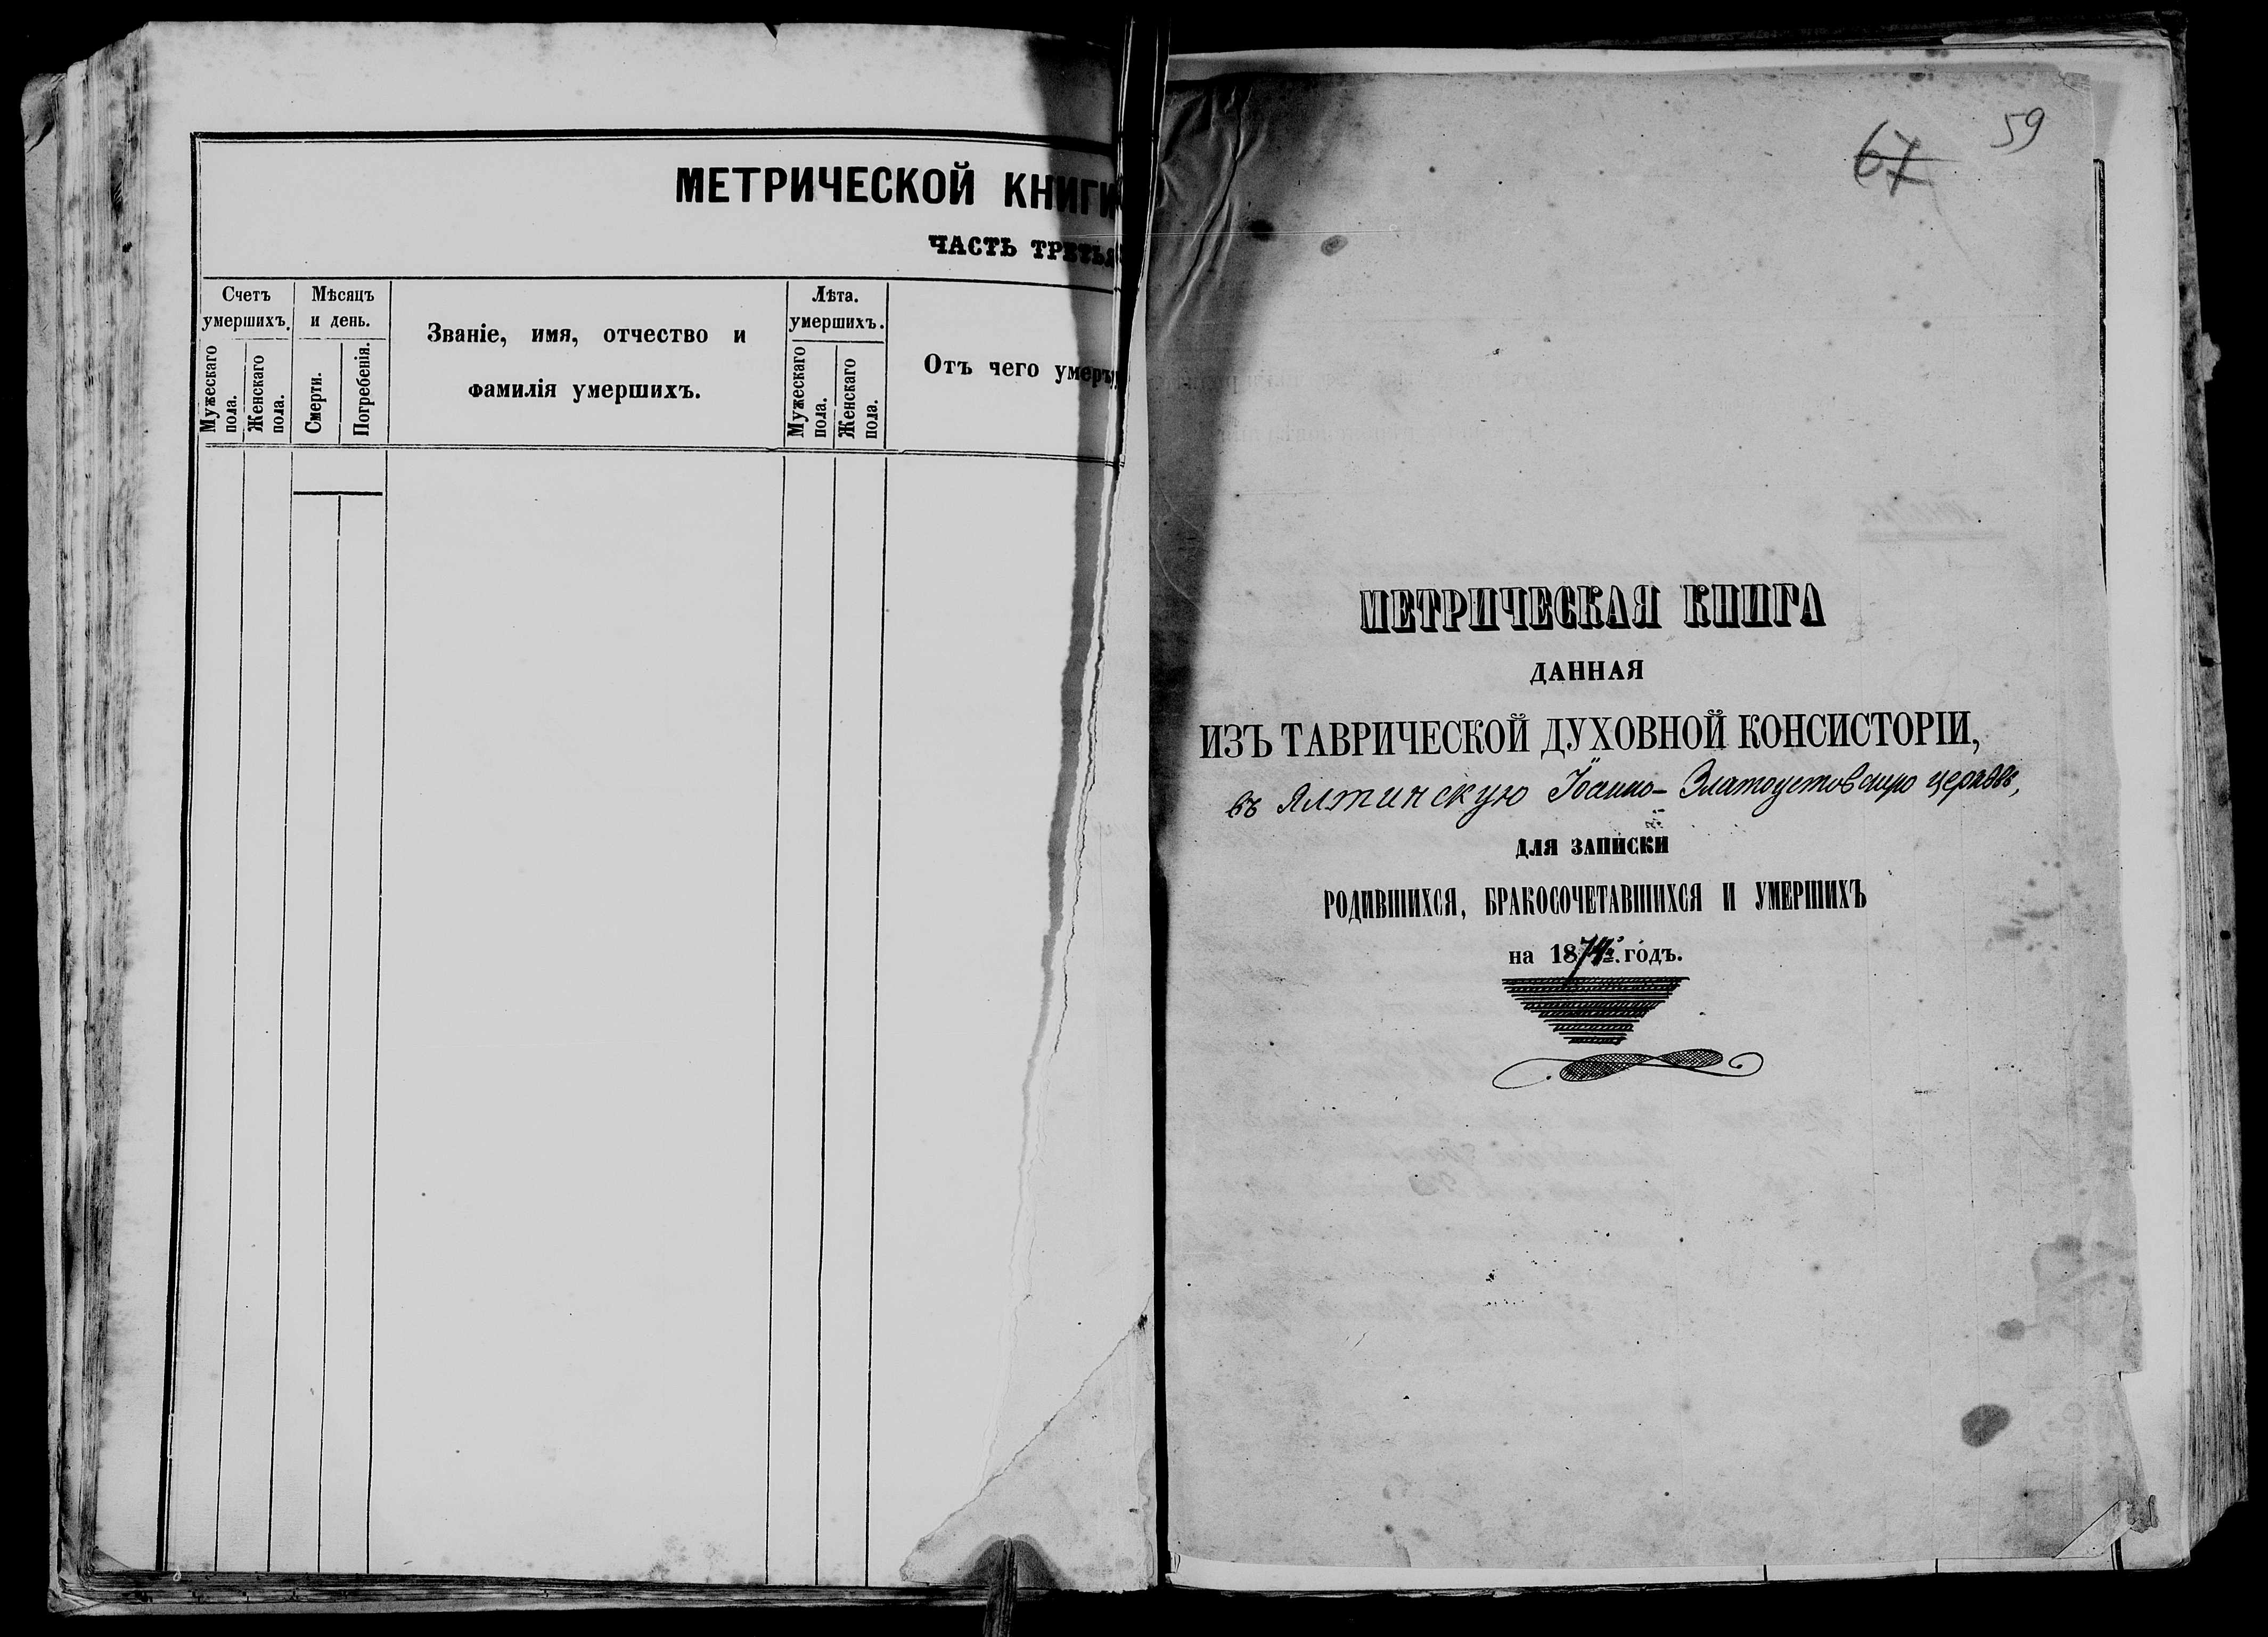 МЕТРИЧЕСКОЙ КНИГИ
ЧАСТЬ ТРЕТЬЯ
Счетъ умершихъ.
Мужескаго пола.
Женскаго пола.
Мѣсяцъ и день.
Смерти.
Погребенія.
Званіе, имя, отчество и
фамилія умершихъ.
Лѣта умершихъ.
Мужескаго пола.
Женскаго пола.
Отъ чего умеръ
67
59
МЕТРИЧЕСКАЯ КНИГА
ДАННАЯ
ИЗЪ ТАВРИЧЕСКОЙ ДУХОВНОЙ КОНСИСТОРІИ,
въ Ялтинскую Іоанно-Златоустовскую церковь,
ДЛЯ ЗАПИСКИ
РОДИВШИХСЯ, БРАКОСОЧЕТАВШИХСЯ И УМЕРШИХЪ
на 1874 годъ.